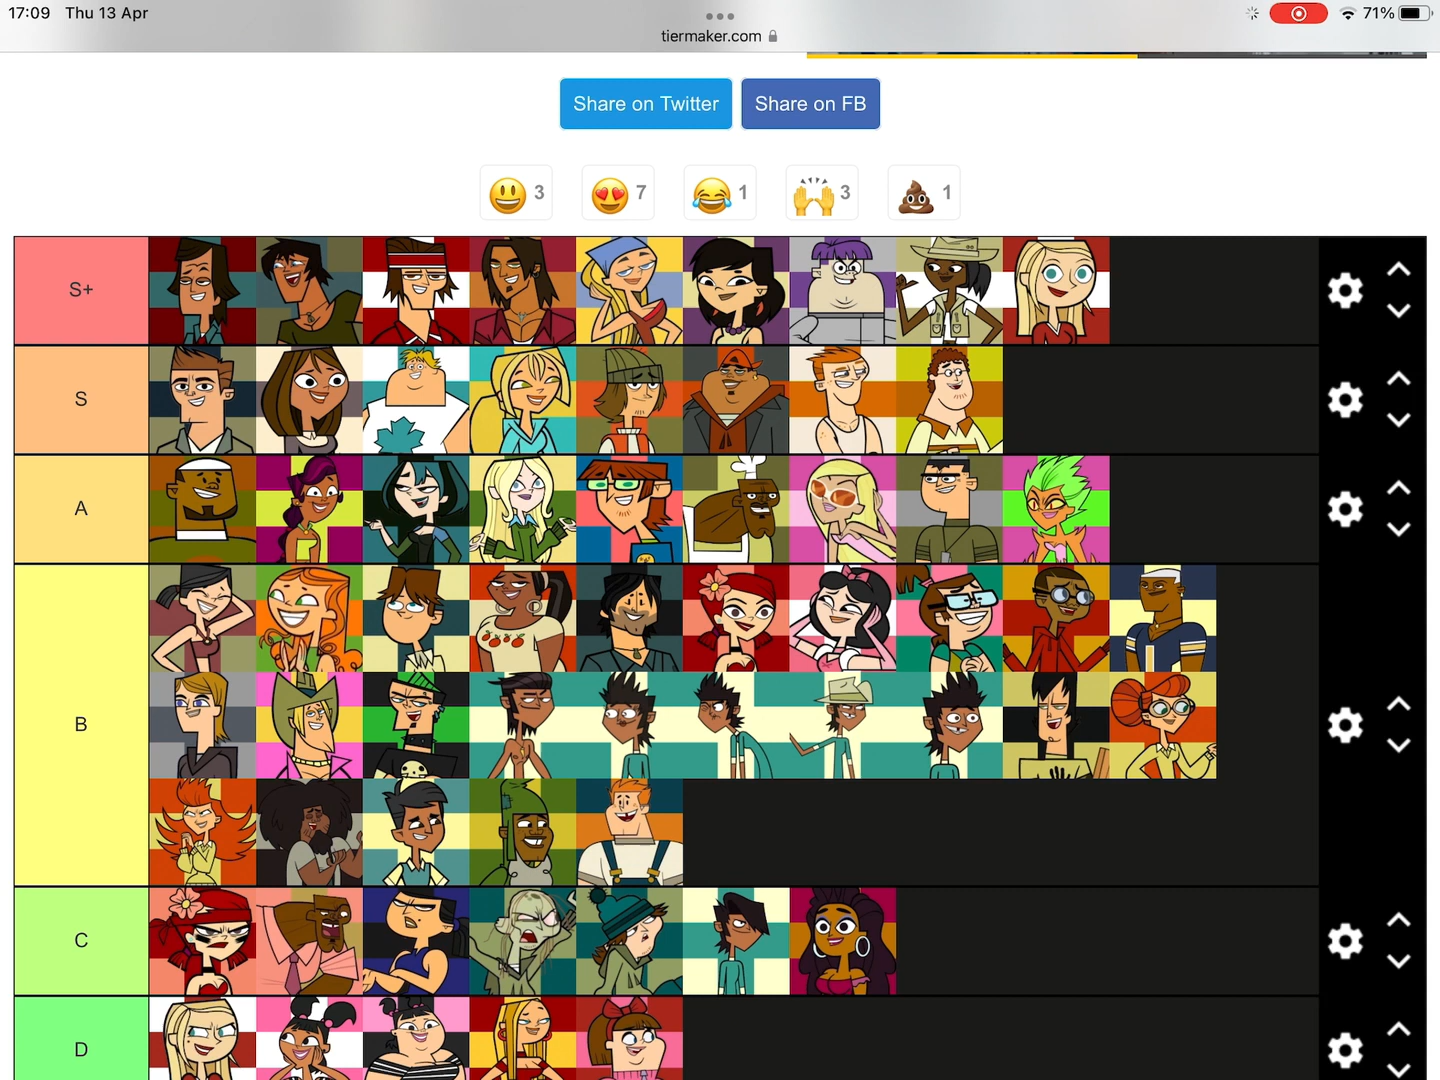 17:09 Thu 13 Apr
71%
tiermaker.com
Share on Twitter
Share on FB
3
7
1
3
1
S+
S
A
B
C
D